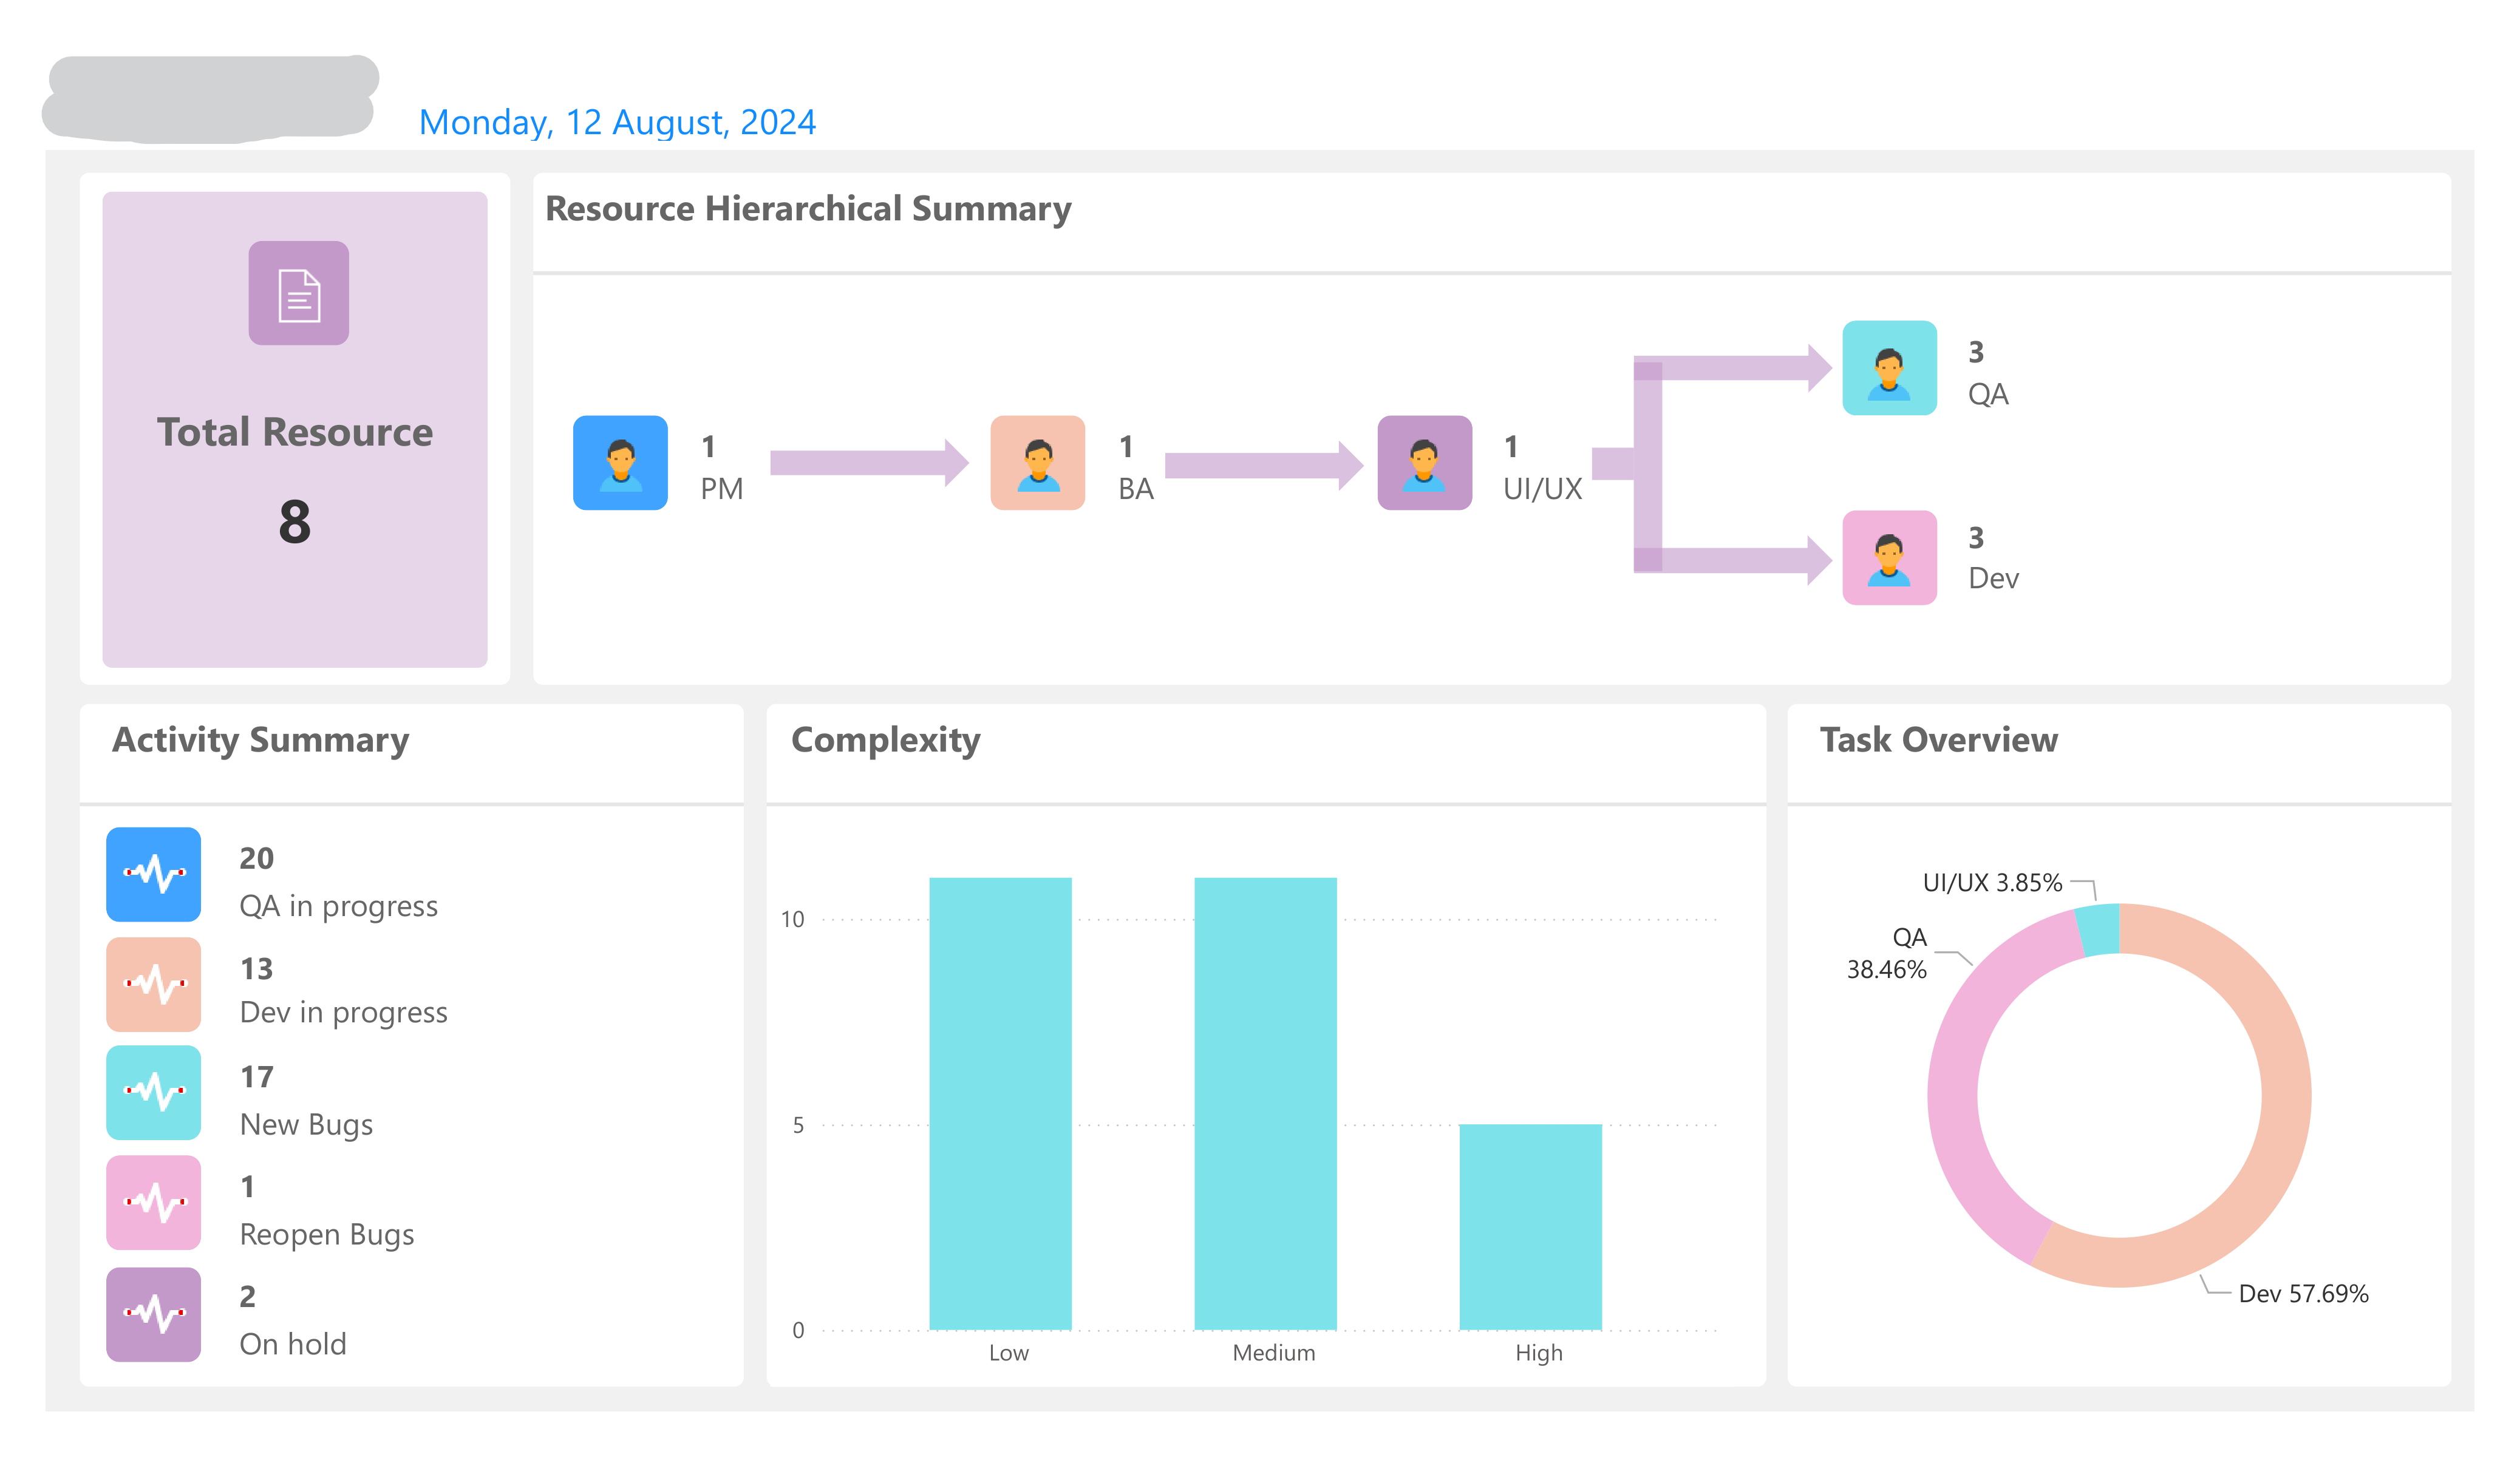 Monday, 12 August, 2024
Total Resource
8
Resource Hierarchical Summary
1
PM
1
BA
1
UI/UX
3
QA
3
Dev
Activity Summary
20
QA in progress
13
Dev in progress
17
New Bugs
1
Reopen Bugs
2
On hold
Complexity
10
5
0
Low
Medium
High
Task Overview
UI/UX 3.85%
QA
38.46%
Dev 57.69%